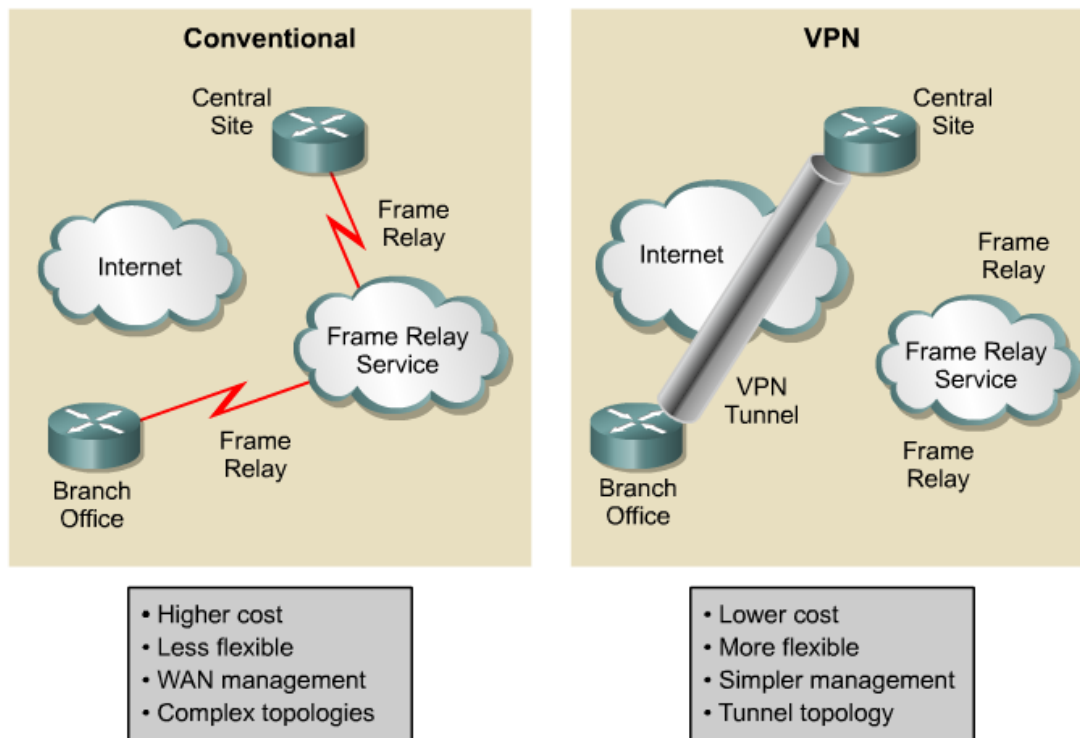 Conventional
Central
Site
Frame
Relay
Internet
Frame Relay
Service
Frame
Relay
Branch
Office
• Higher cost
• Less flexible
• WAN management
• Complex topologies
VPN
Central
Site
Internet
Frame
Relay
Frame Relay
Service
VPN
Tunnel
Frame
Relay
Branch
Office
• Lower cost
• More flexible
• Simpler management
• Tunnel topology